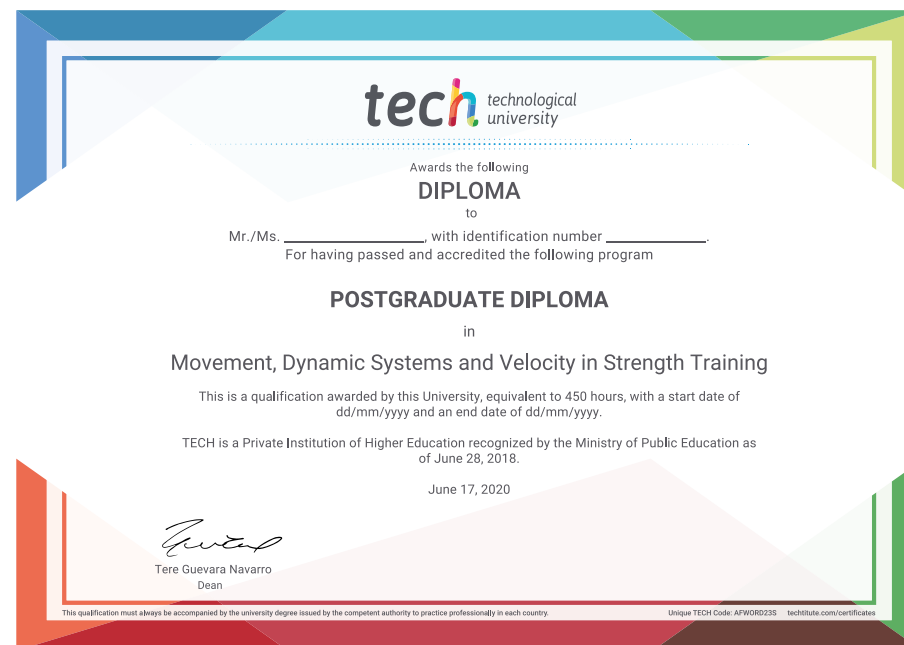 tech technological
university
Awards the following
DIPLOMA
to
Mr./Ms. ____________________, with identification number ______________.
For having passed and accredited the following program
POSTGRADUATE DIPLOMA
in
Movement, Dynamic Systems and Velocity in Strength Training
This is a qualification awarded by this University, equivalent to 450 hours, with a start date of
dd/mm/yyyy and an end date of dd/mm/yyyy.
TECH is a Private Institution of Higher Education recognized by the Ministry of Public Education as
of June 28, 2018.
June 17, 2020
Tere Guevara Navarro
Dean
This qualification must always be accompanied by the university degree issued by the competent authority to practice professionally in each country. Unique TECH Code: AFWORD23S techtitute.com/certificates